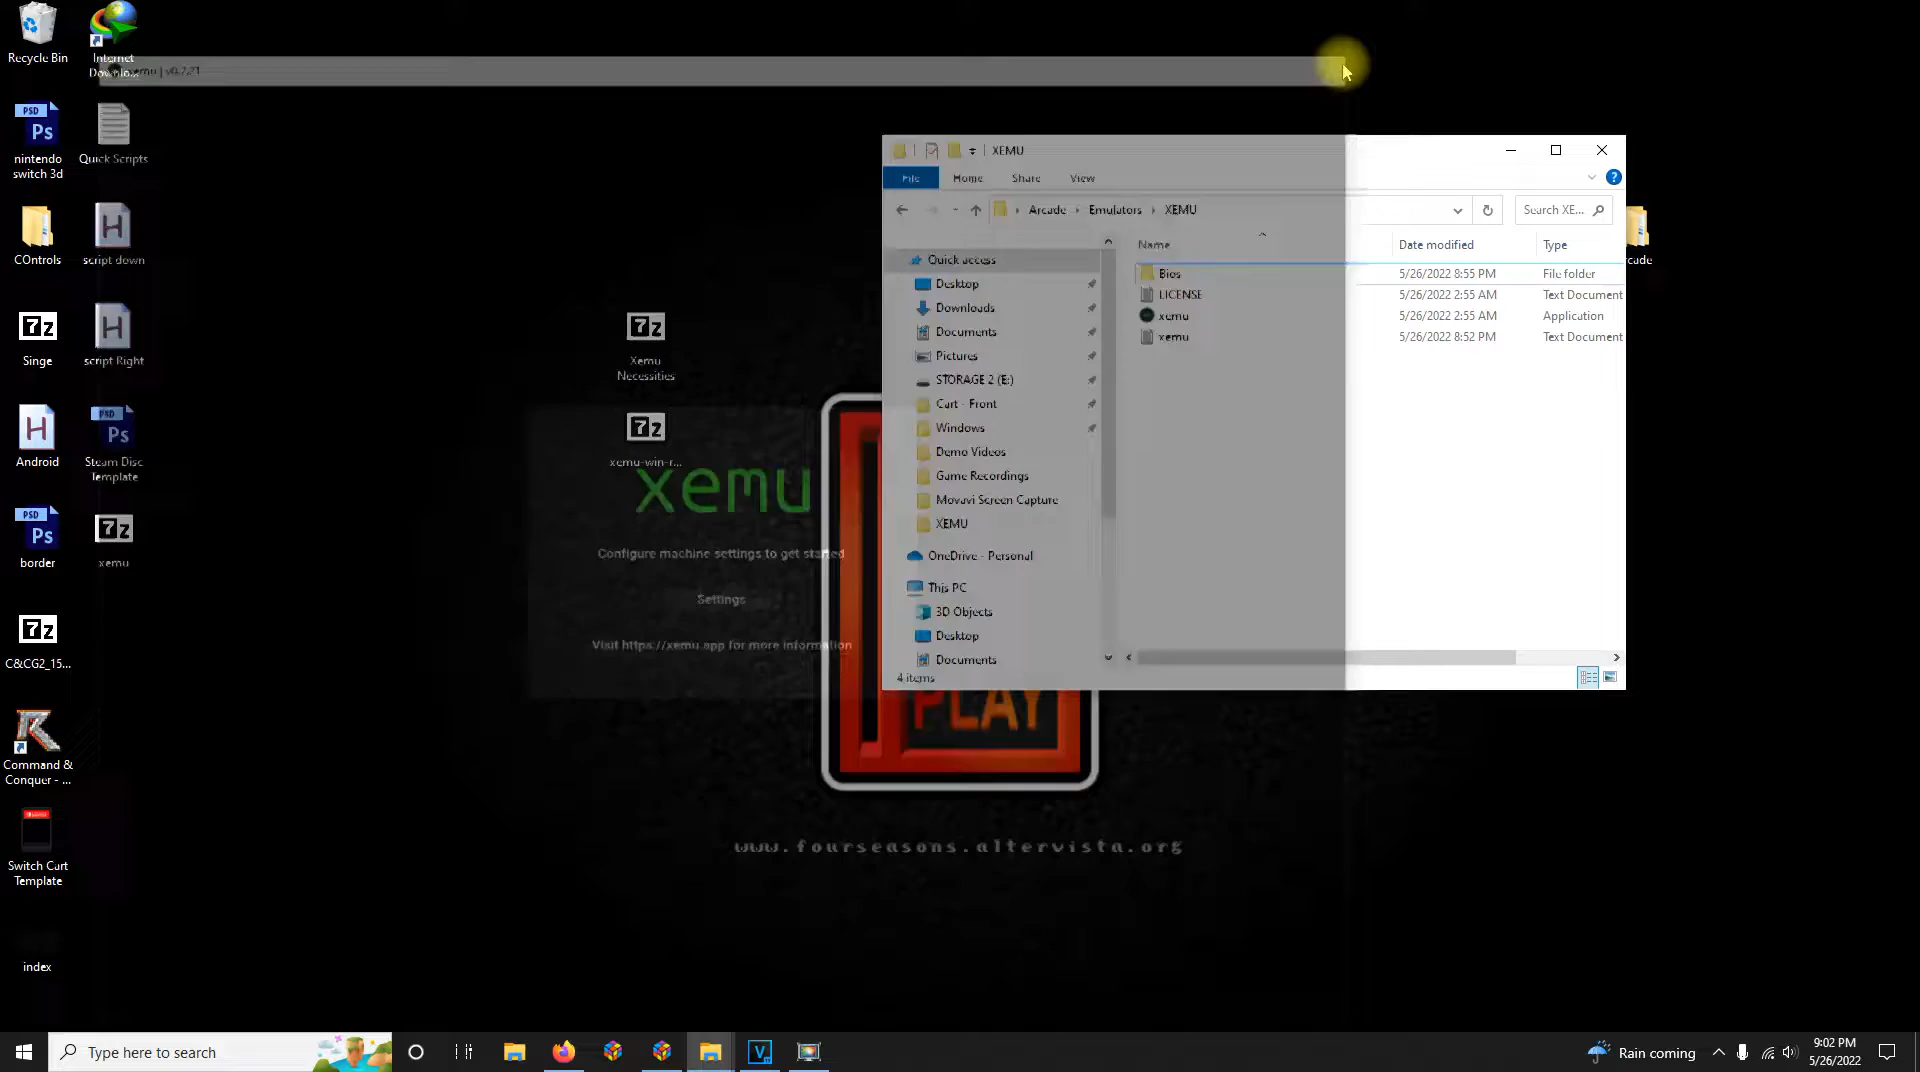 Recycle Bin
Internet
Downlo...
xemu | v0.7.21
nintendo
switch 3d
Quick Scripts
COntrols
script down
Singe
script Right
Android
Steam Disc
Template
border
xemu
C&CG2_15...
Command &
Conquer - ...
Switch Cart
Template
index
Xemu
Necessities
xemu-win-r...
xemu
Configure machine settings to get started
Settings
Visit https://xemu.app for more information
PLAY
www.fourseasons.altervista.org
XEMU
File Home Share View
Arcade Emulators XEMU
Search XE...
Name Date modified Type
Quick access
Desktop
Downloads
Documents
Pictures
STORAGE 2 (E:)
Cart - Front
Windows
Demo Videos
Game Recordings
Movavi Screen Capture
XEMU
OneDrive - Personal
This PC
3D Objects
Desktop
Documents
Bios 5/26/2022 8:55 PM File folder
LICENSE 5/26/2022 2:55 AM Text Document
xemu 5/26/2022 2:55 AM Application
xemu 5/26/2022 8:52 PM Text Document
4 items
Type here to search
Rain coming
9:02 PM
5/26/2022